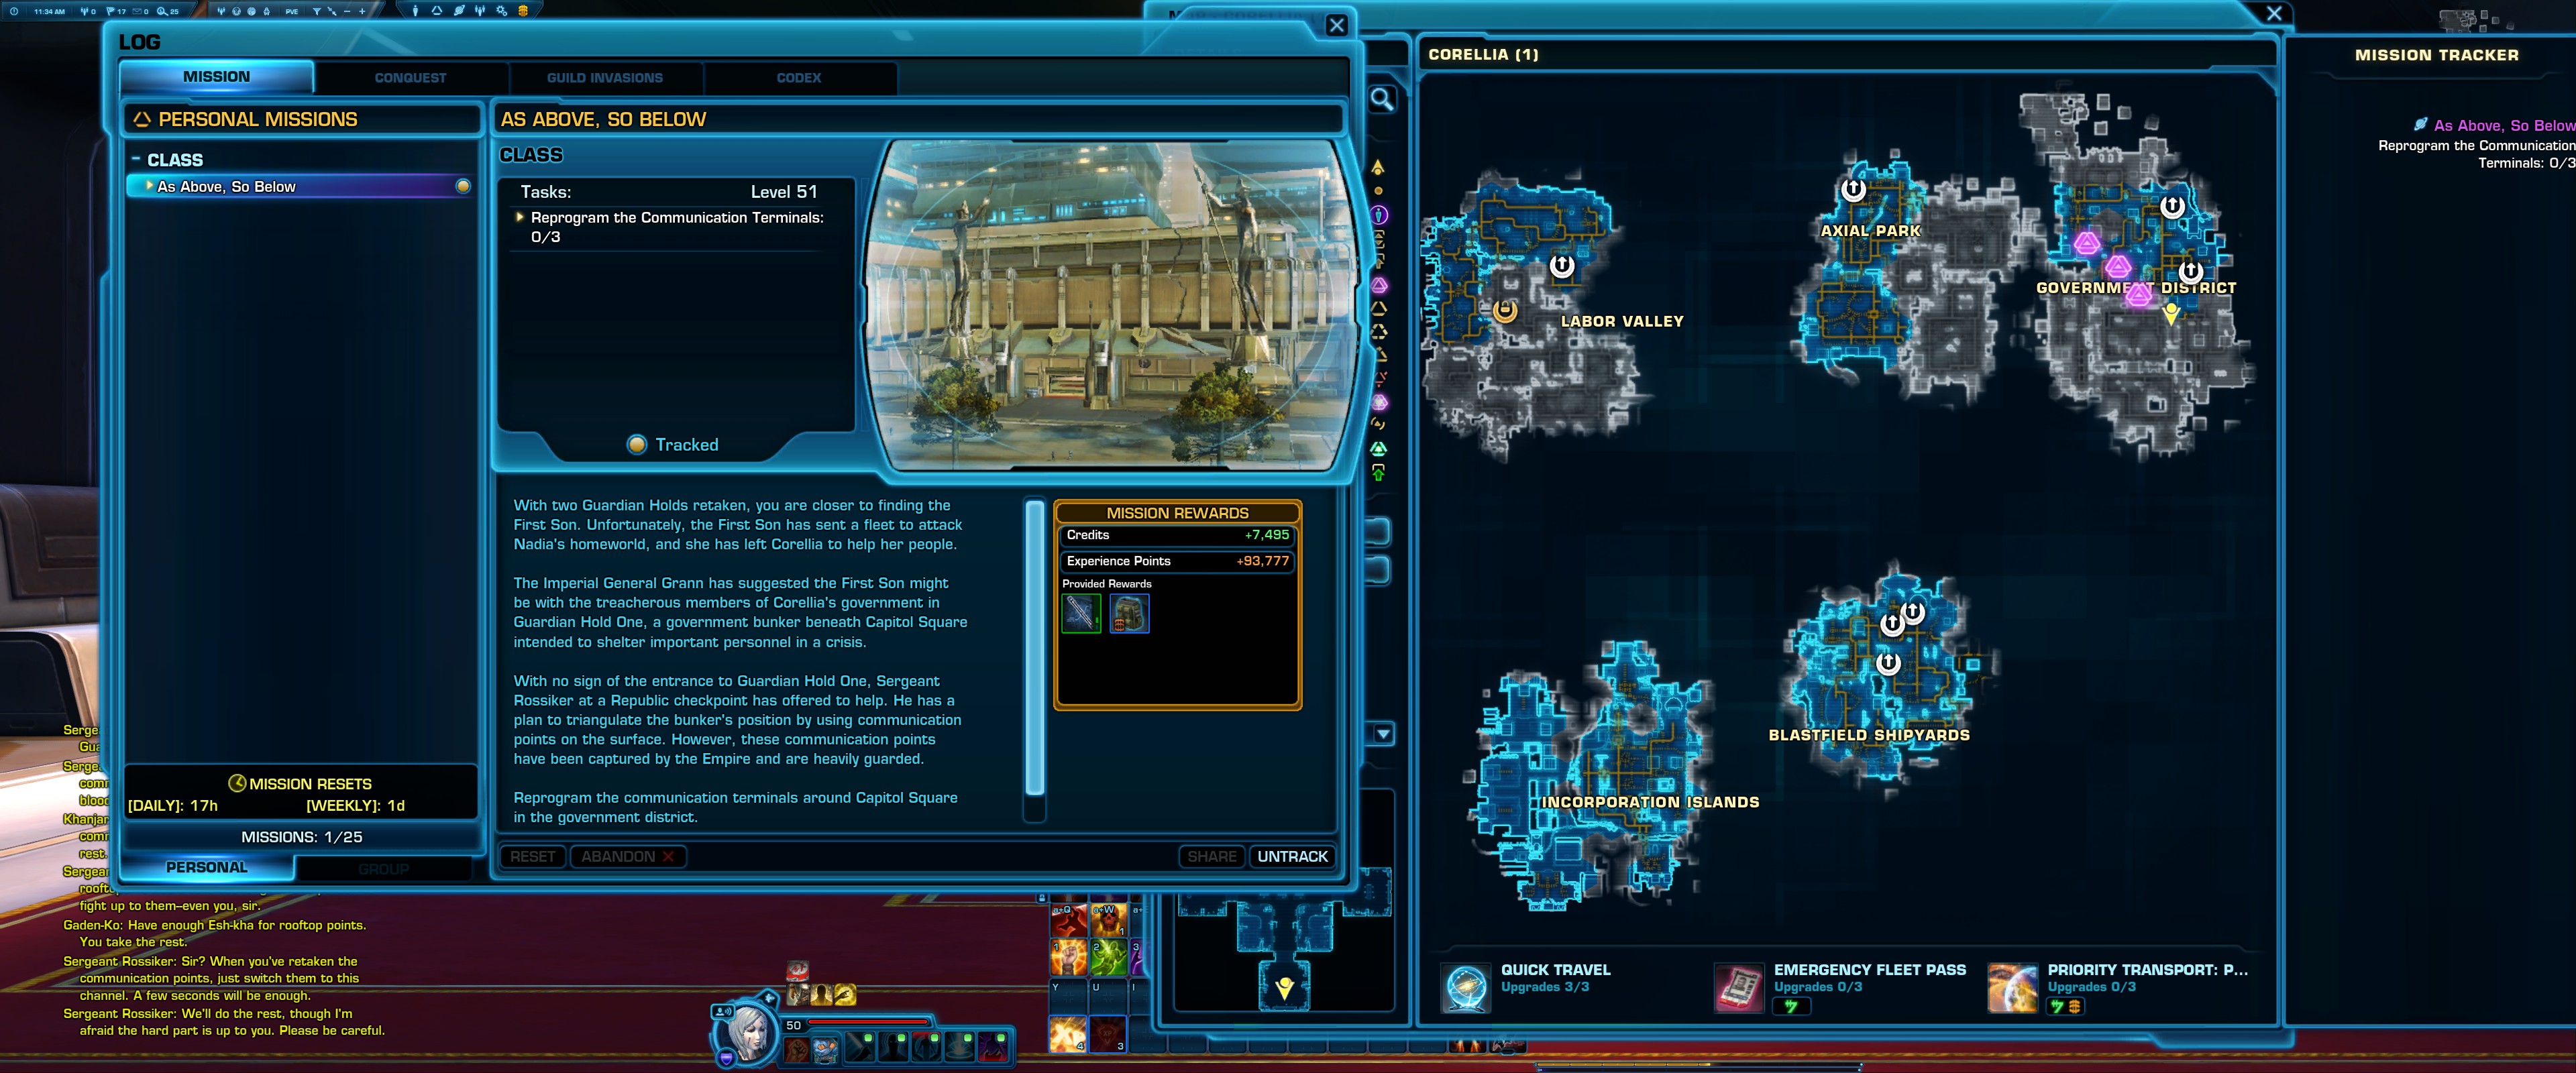 11:34 AM
0
17
0
25
PVE
LOG
MISSION
CONQUEST
GUILD INVASIONS
CODEX
PERSONAL MISSIONS
CLASS
As Above, So Below
MISSION RESETS
[DAILY]: 17h
[WEEKLY]: 1d
MISSIONS: 1/25
PERSONAL
GROUP
AS ABOVE, SO BELOW
CLASS
Tasks:
Level 51
Reprogram the Communication Terminals:
0/3
Tracked
With two Guardian Holds retaken, you are closer to finding the
First Son. Unfortunately, the First Son has sent a fleet to attack
Nadia's homeworld, and she has left Corellia to help her people.
The Imperial General Grann has suggested the First Son might
be with the treacherous members of Corellia's government in
Guardian Hold One, a government bunker beneath Capitol Square
intended to shelter important personnel in a crisis.
With no sign of the entrance to Guardian Hold One, Sergeant
Rossiker at a Republic checkpoint has offered to help. He has a
plan to triangulate the bunker's position by using communication
points on the surface. However, these communication points
have been captured by the Empire and are heavily guarded.
Reprogram the communication terminals around Capitol Square
in the government district.
MISSION REWARDS
Credits
+7,495
Experience Points
+93,777
Provided Rewards
RESET
ABANDON
SHARE
UNTRACK
CORELLIA (1)
AXIAL PARK
GOVERNMENT DISTRICT
LABOR VALLEY
BLASTFIELD SHIPYARDS
INCORPORATION ISLANDS
QUICK TRAVEL
Upgrades 3/3
EMERGENCY FLEET PASS
Upgrades 0/3
PRIORITY TRANSPORT: P...
Upgrades 0/3
MISSION TRACKER
As Above, So Below
Reprogram the Communication
Terminals: 0/3
fight up to them–even you, sir.
Gaden-Ko: Have enough Esh-kha for rooftop points.
You take the rest.
Sergeant Rossiker: Sir? When you've retaken the
communication points, just switch them to this
channel. A few seconds will be enough.
Sergeant Rossiker: We'll do the rest, though I'm
afraid the hard part is up to you. Please be careful.
50
a+Q
a+W
1
1
2
3
Y
U
I
4
3